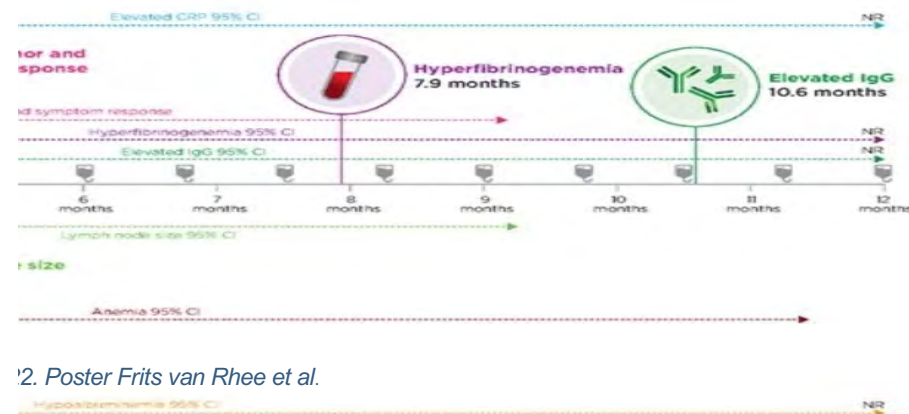 Elevated CRP 95% CI NR
nor and
sponse
Hyperfibrinogenemia
7.9 months
Elevated IgG
10.6 months
nd symptom response
Hyperfibrinogenemia 95% CI NR
Elevated IgG 95% CI NR
6 months 7 months 8 months 9 months 10 months 11 months 12 months
Lymph node size 95% CI
size
Anemia 95% CI
22. Poster Frits van Rhee et al.
Hypoalbuminemia 95% CI NR